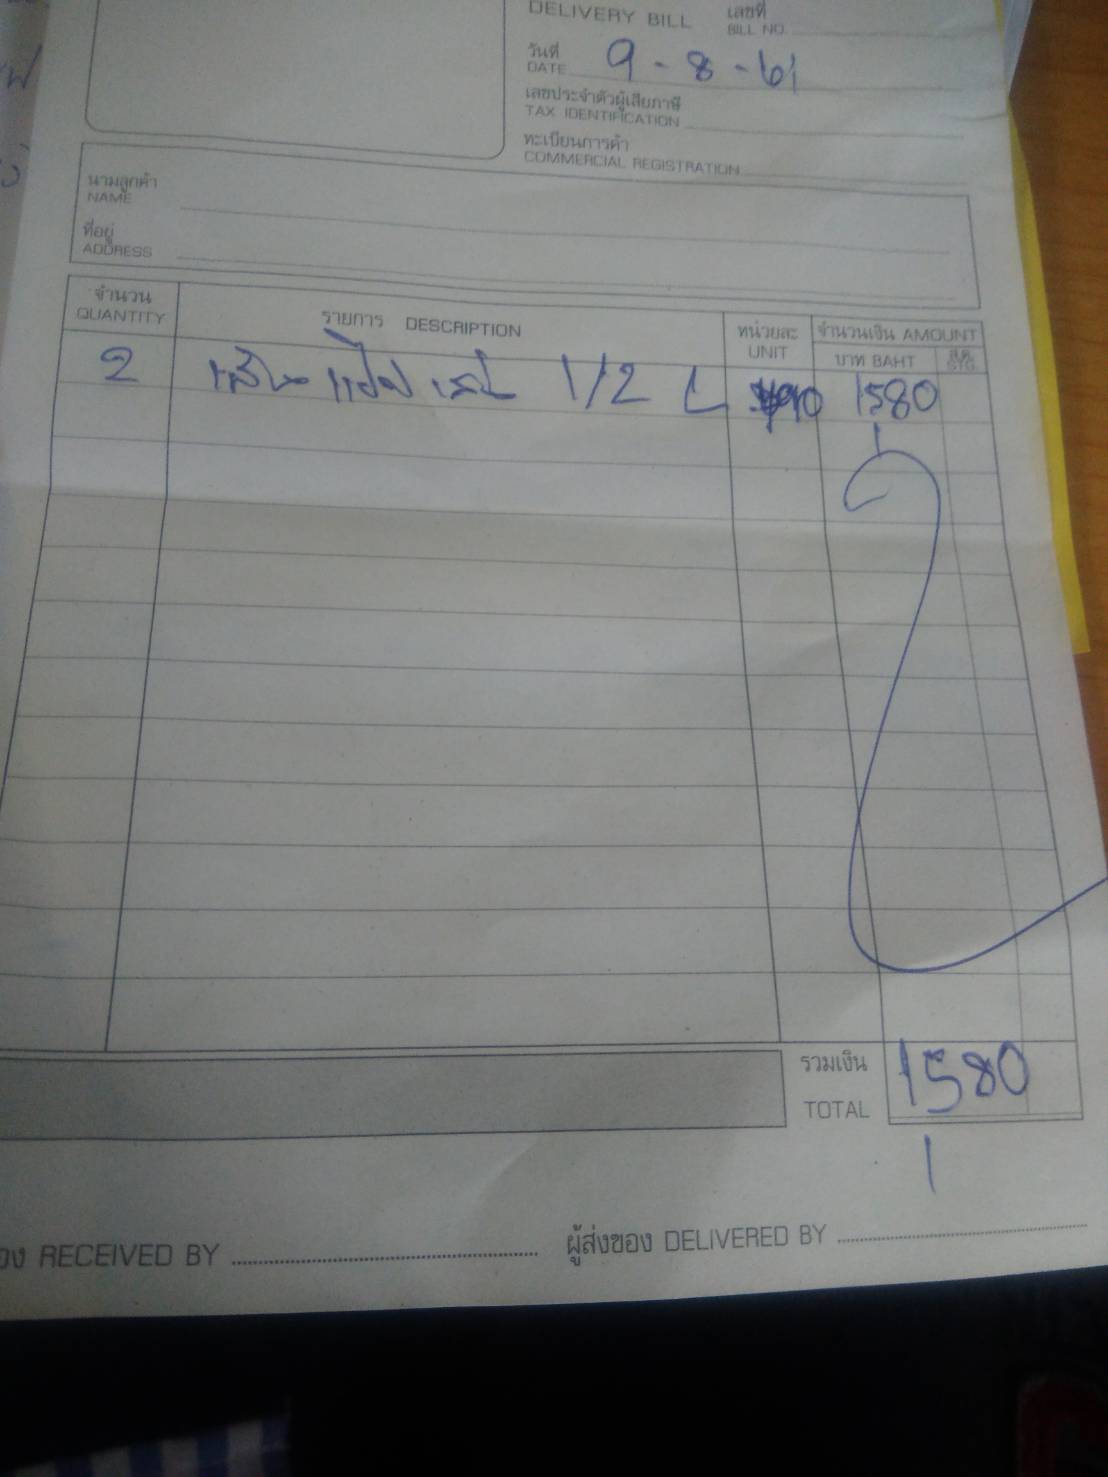 DELIVERY BILL
เลขที่
BILL NO.
วันที่
DATE 9-8-61
เลขประจำตัวผู้เสียภาษี
TAX IDENTIFICATION
ทะเบียนการค้า
COMMERCIAL REGISTRATION
นามลูกค้า
NAME
ที่อยู่
ADDRESS
จำนวน รายการ DESCRIPTION หน่วยละ จำนวนเงิน AMOUNT
QUANTITY UNIT บาท BAHT ส.ต. STG.
2 1/2 L 790 1580
รวมเงิน 1580
TOTAL
RECEIVED BY ผู้ส่งของ DELIVERED BY